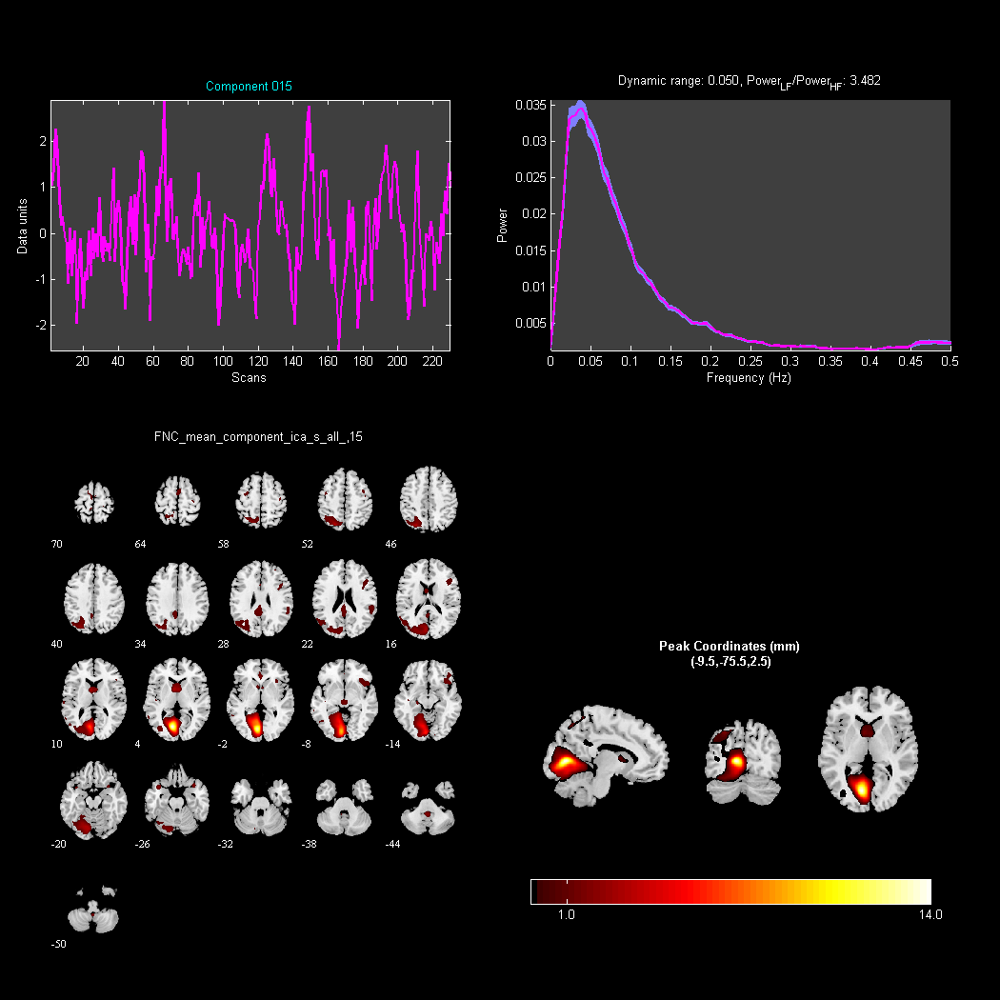 Component 015
Data units
2
1
0
-1
-2
20 40 60 80 100 120 140 160 180 200 220
Scans
Dynamic range: 0.050, PowerLF/PowerHF: 3.482
Power
0.035
0.03
0.025
0.02
0.015
0.01
0.005
0 0.05 0.1 0.15 0.2 0.25 0.3 0.35 0.4 0.45 0.5
Frequency (Hz)
FNC_mean_component_ica_s_all_,15
70 64 58 52 46
40 34 28 22 16
10 4 -2 -8 -14
-20 -26 -32 -38 -44
-50
Peak Coordinates (mm)
(-9.5,-75.5,2.5)
1.0 14.0